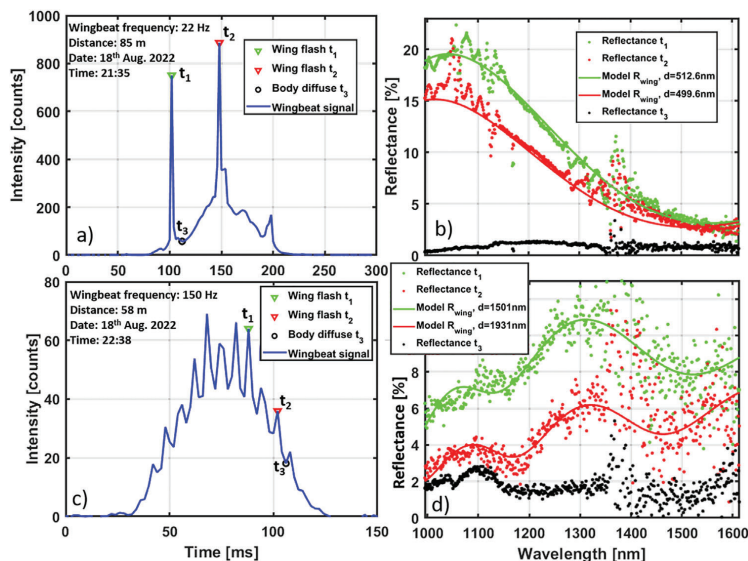 Wingbeat frequency: 22 Hz
Distance: 85 m
Date: 18th Aug. 2022
Time: 21:35
t1
t2
t3
Wing flash t1
Wing flash t2
Body diffuse t3
Wingbeat signal
Intensity [counts]
1000
800
600
400
200
0
a)
0 50 100 150 200 250 300
Reflectance t1
Reflectance t2
Model Rwing, d=512.6nm
Model Rwing, d=499.6nm
Reflectance t3
Reflectance [%]
20
15
10
5
b)
Wingbeat frequency: 150 Hz
Distance: 58 m
Date: 18th Aug. 2022
Time: 22:38
t1
t2
t3
Wing flash t1
Wing flash t2
Body diffuse t3
Wingbeat signal
Intensity [counts]
80
60
40
20
0
c)
0 50 100 150
Time [ms]
Reflectance t1
Reflectance t2
Model Rwing, d=1501nm
Model Rwing, d=1931nm
Reflectance t3
Reflectance [%]
8
6
4
2
0
d)
1000 1100 1200 1300 1400 1500 1600
Wavelength [nm]